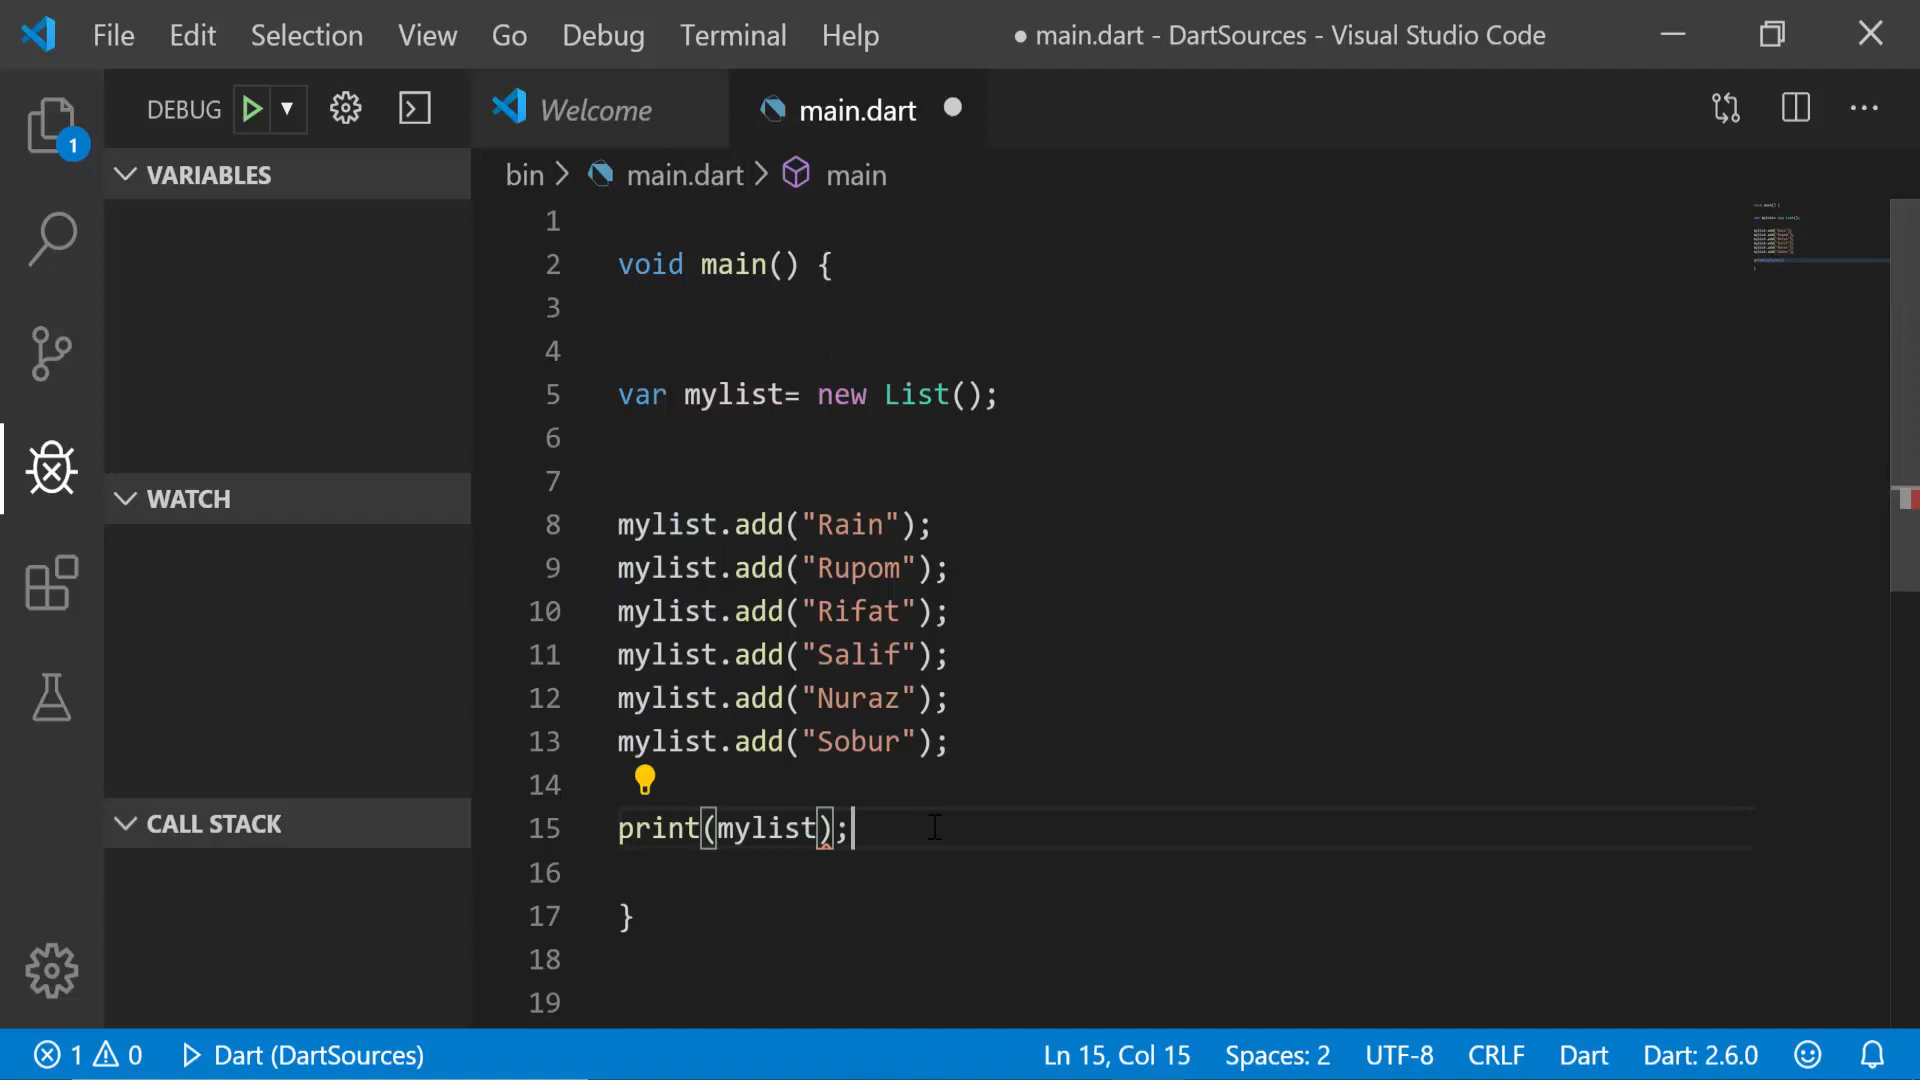 File Edit Selection View Go Debug Terminal Help ● main.dart - DartSources - Visual Studio Code
DEBUG
Welcome
main.dart
1
bin > main.dart > main
VARIABLES
WATCH
CALL STACK
1
2 void main() {
3
4
5 var mylist= new List();
6
7
8 mylist.add("Rain");
9 mylist.add("Rupom");
10 mylist.add("Rifat");
11 mylist.add("Salif");
12 mylist.add("Nuraz");
13 mylist.add("Sobur");
14
15 print(mylist);
16
17 }
18
19
1 0 Dart (DartSources) Ln 15, Col 15 Spaces: 2 UTF-8 CRLF Dart Dart: 2.6.0